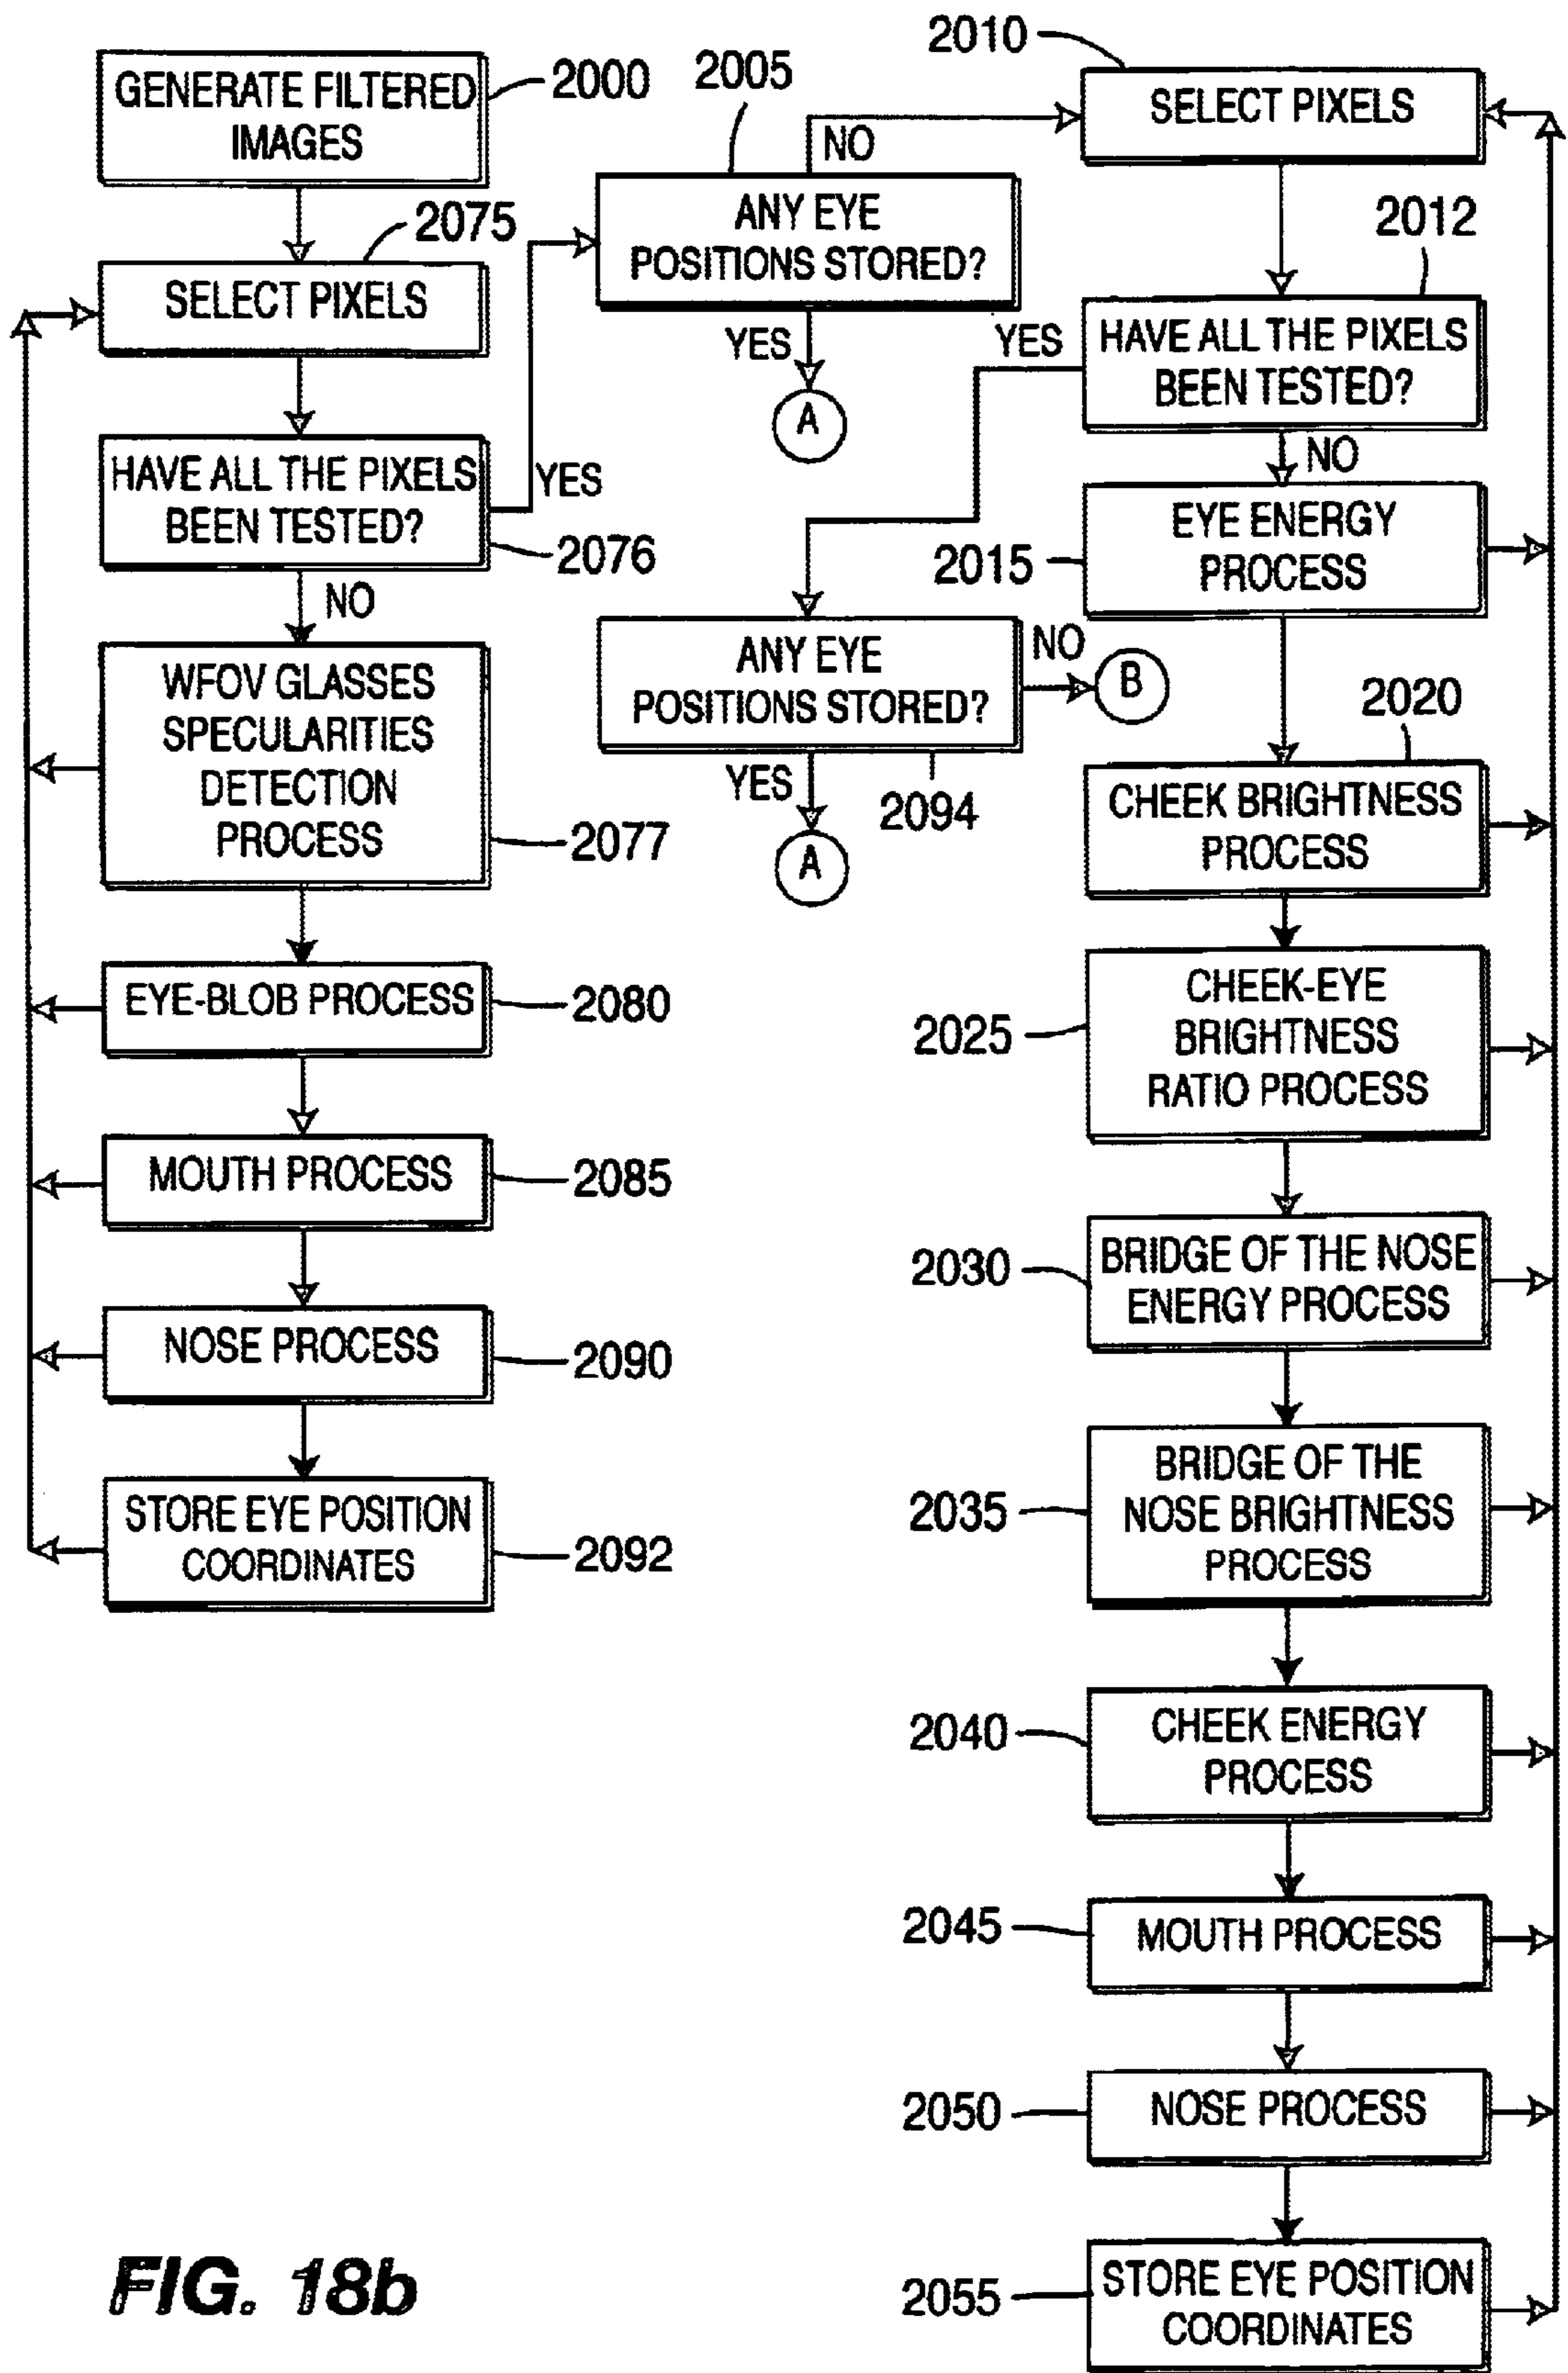 GENERATE FILTERED
IMAGES
2000
2075
SELECT PIXELS
HAVE ALL THE PIXELS
BEEN TESTED?
YES
2076
NO
WFOV GLASSES
SPECULARITIES
DETECTION
PROCESS
2077
EYE-BLOB PROCESS
2080
MOUTH PROCESS
2085
NOSE PROCESS
2090
STORE EYE POSITION
COORDINATES
2092
2005
NO
ANY EYE
POSITIONS STORED?
YES
A
ANY EYE
POSITIONS STORED?
NO
B
YES
2094
A
2010
SELECT PIXELS
2012
YES
HAVE ALL THE PIXELS
BEEN TESTED?
NO
EYE ENERGY
PROCESS
2015
2020
CHEEK BRIGHTNESS
PROCESS
CHEEK-EYE
BRIGHTNESS
RATIO PROCESS
2025
BRIDGE OF THE NOSE
ENERGY PROCESS
2030
BRIDGE OF THE
NOSE BRIGHTNESS
PROCESS
2035
CHEEK ENERGY
PROCESS
2040
MOUTH PROCESS
2045
NOSE PROCESS
2050
STORE EYE POSITION
COORDINATES
2055
FIG. 18b